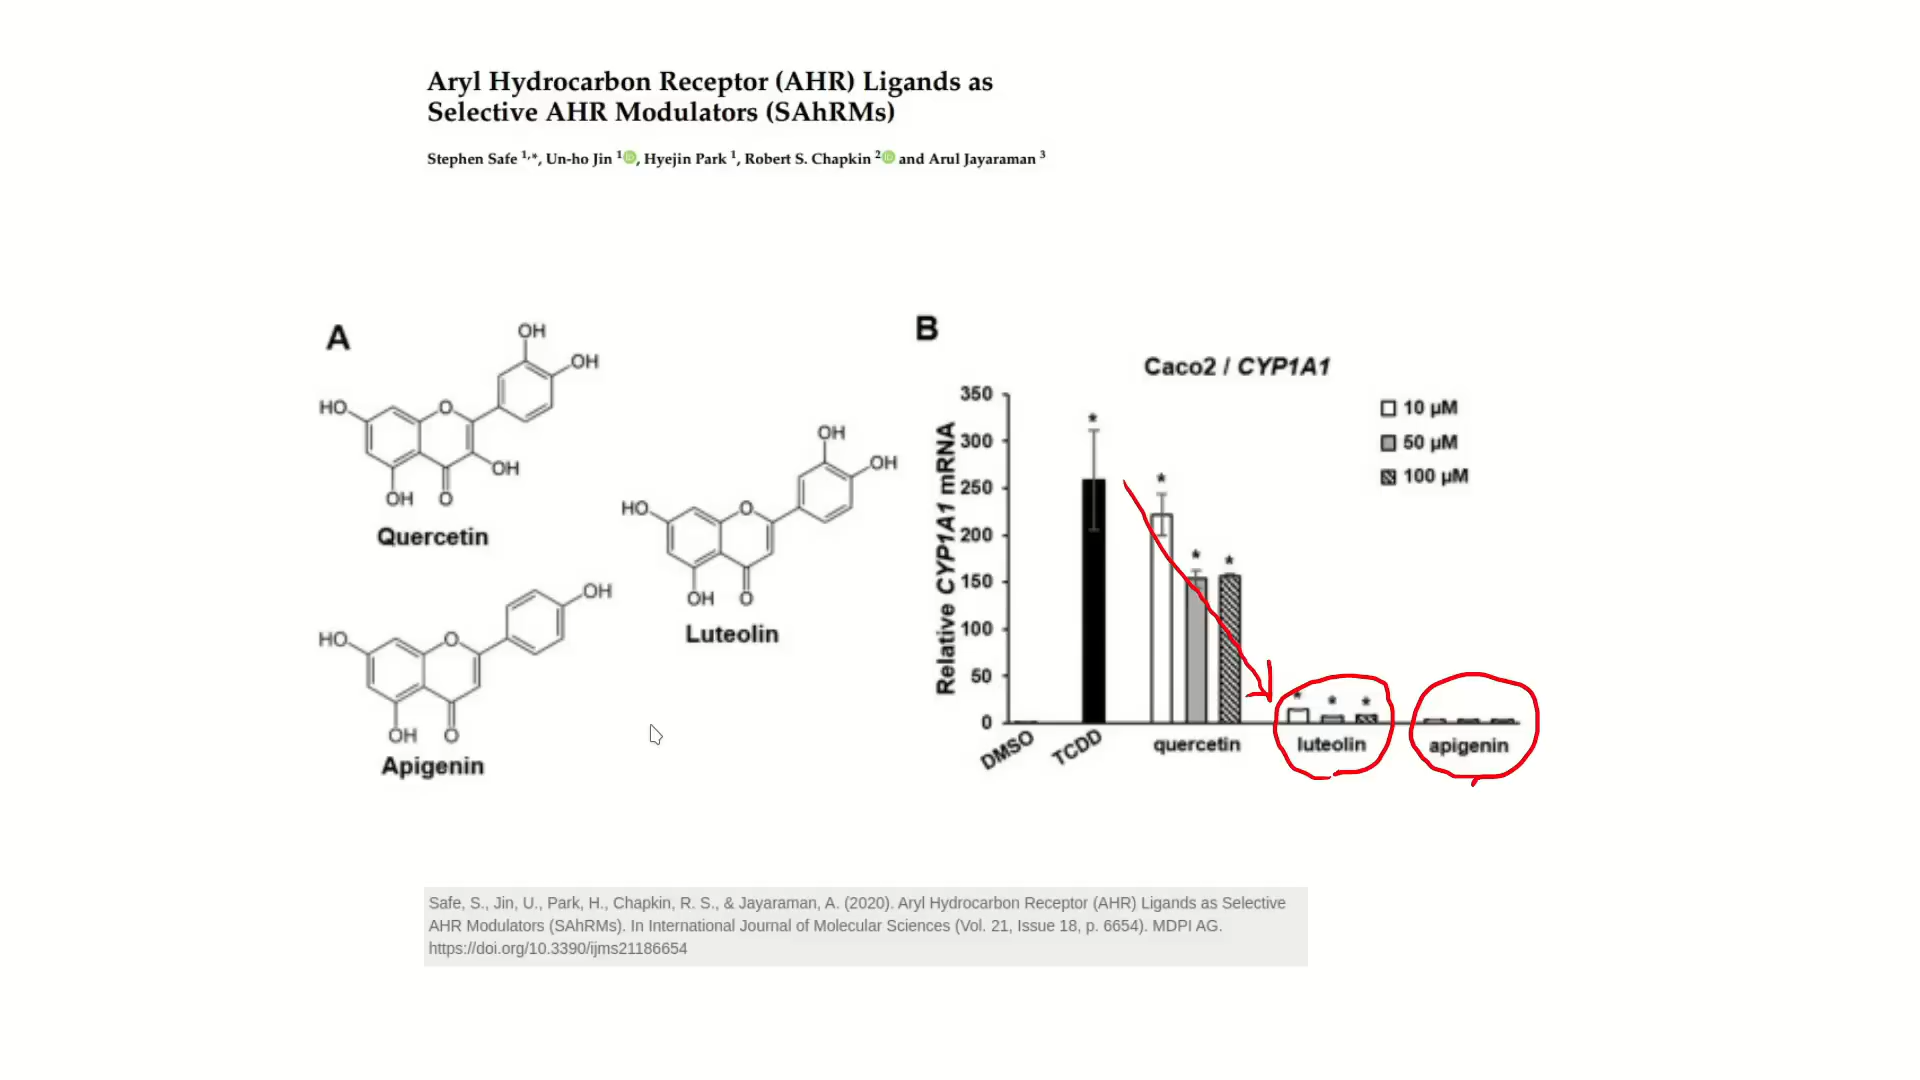 Aryl Hydrocarbon Receptor (AHR) Ligands as
Selective AHR Modulators (SAhRMs)
Stephen Safe 1,*, Un-ho Jin 1, Hyejin Park 1, Robert S. Chapkin 2 and Arul Jayaraman 3
A
OH
OH
HO
O
OH
OH
O
Quercetin
OH
OH
HO
O
OH
O
Luteolin
OH
HO
O
OH
O
Apigenin
B
Caco2 / CYP1A1
Relative CYP1A1 mRNA
350
300
250
200
150
100
50
0
10 µM
50 µM
100 µM
*
*
*
*
*
*
*
DMSO
TCDD
quercetin
luteolin
apigenin
Safe, S., Jin, U., Park, H., Chapkin, R. S., & Jayaraman, A. (2020). Aryl Hydrocarbon Receptor (AHR) Ligands as Selective
AHR Modulators (SAhRMs). In International Journal of Molecular Sciences (Vol. 21, Issue 18, p. 6654). MDPI AG.
https://doi.org/10.3390/ijms21186654